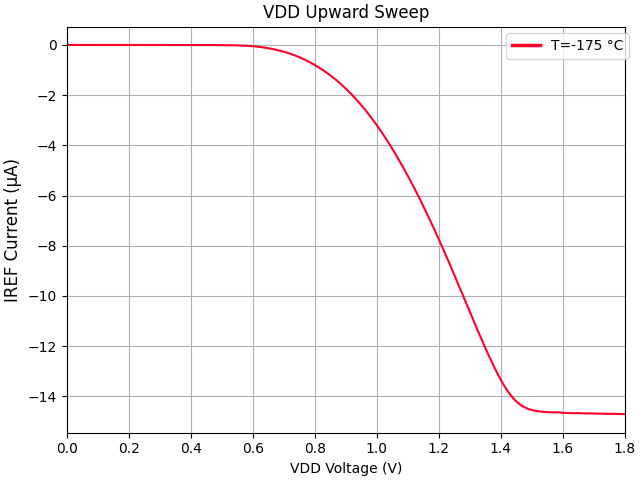 VDD Upward Sweep
T=-175 °C
IREF Current (μA)
0
−2
−4
−6
−8
−10
−12
−14
0.0 0.2 0.4 0.6 0.8 1.0 1.2 1.4 1.6 1.8
VDD Voltage (V)